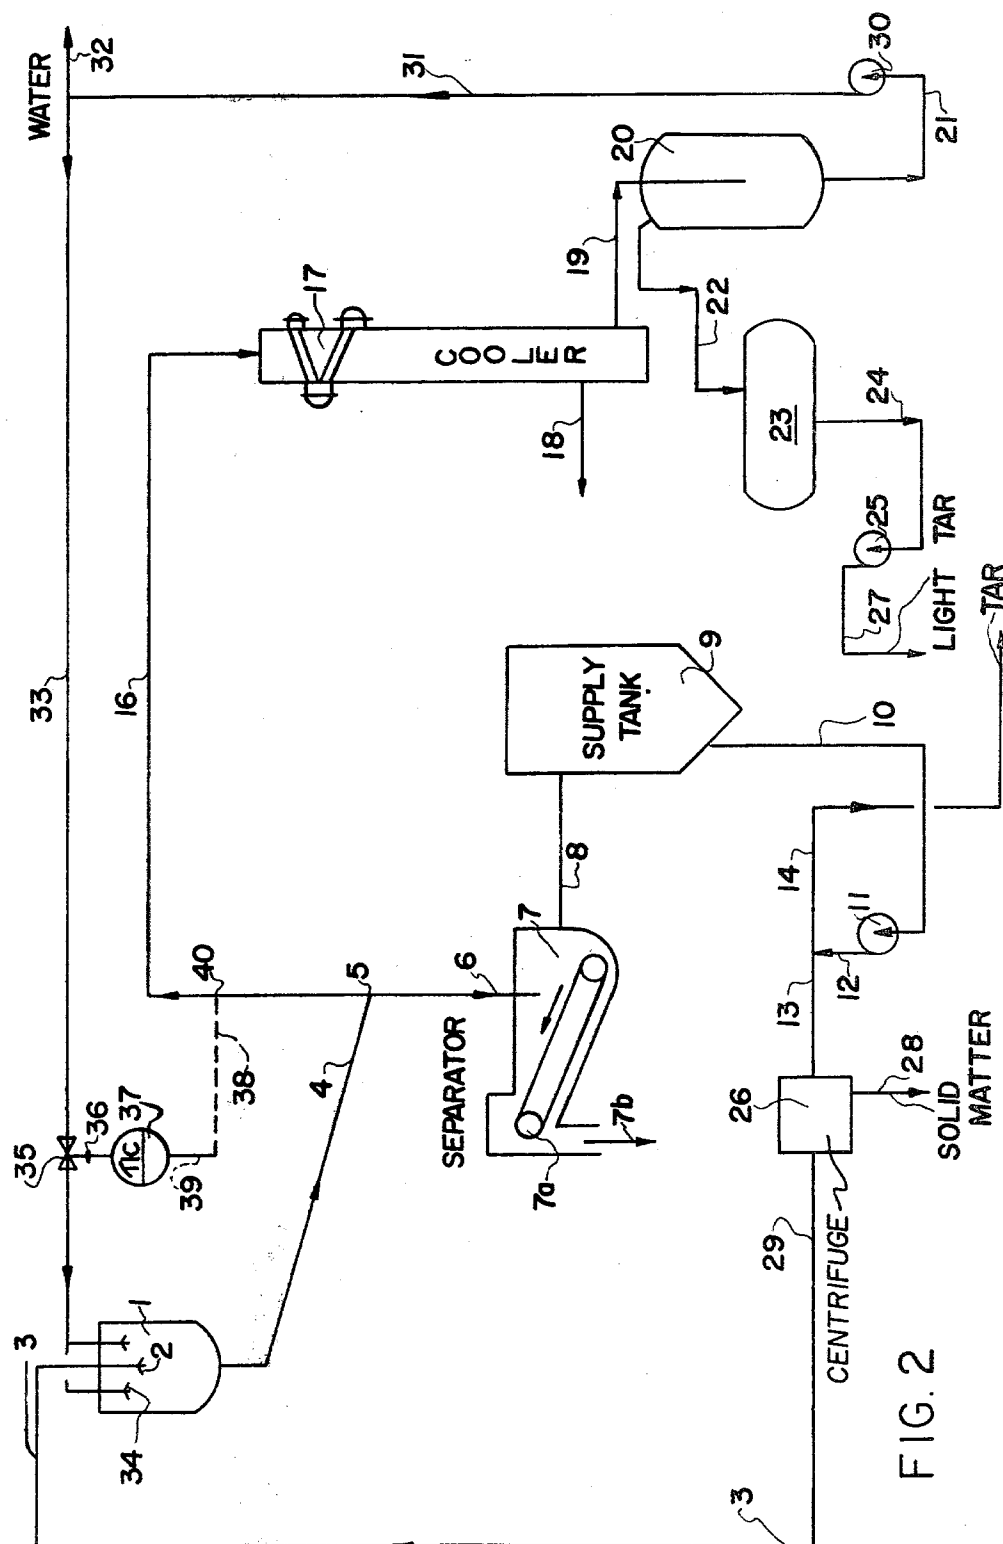 WATER
32
31
30
21
20
19
22
17
COOLER
18
23
24
25
27
LIGHT TAR
TAR
33
16
SUPPLY
TANK
9
10
8
14
7
11
12
13
6
5
40
SEPARATOR
4
38
37
36
35
TIC
39
7a
7b
26
28
SOLID
MATTER
CENTRIFUGE
29
3
1
2
34
3
FIG. 2